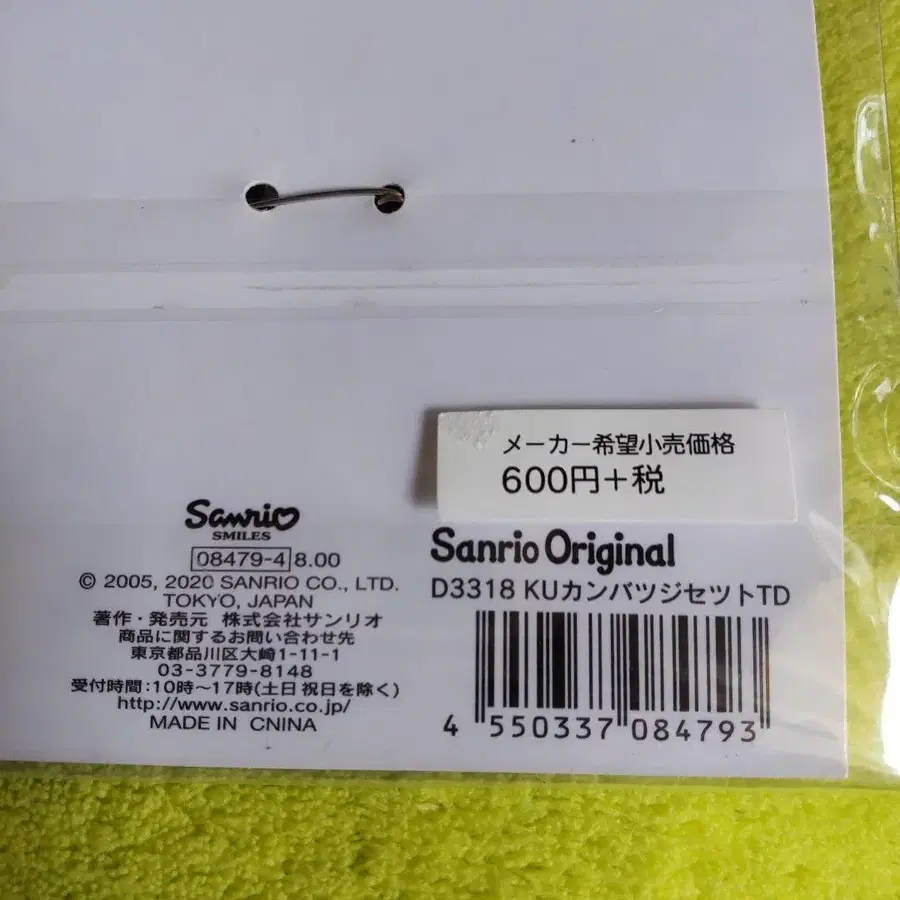 メーカー希望小売価格
600円+税
Sanrio
SMILES
08479-4 8.00
© 2005, 2020 SANRIO CO., LTD.
TOKYO, JAPAN
著作・発売元 株式会社サンリオ
商品に関するお問い合わせ先
東京都品川区大崎1-11-1
03-3779-8148
受付時間:10時～17時(土日 祝日を除く)
http://www.sanrio.co.jp/
MADE IN CHINA
Sanrio Original
D3318 KUカンバツジセットTD
4 550337 084793